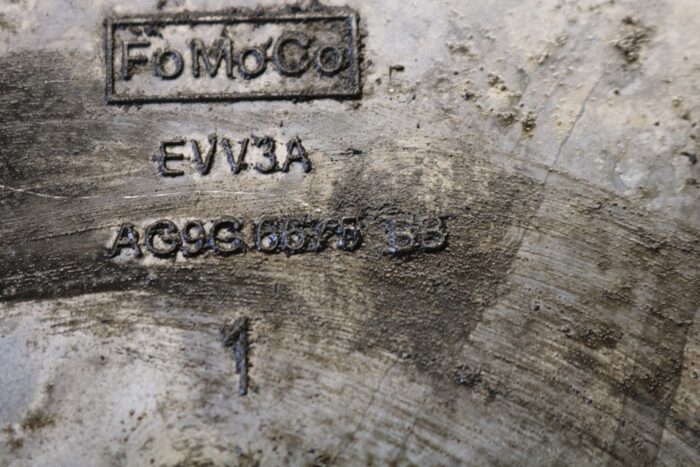 FoMoCo
EVV3A
AG9G 6675 BB
1